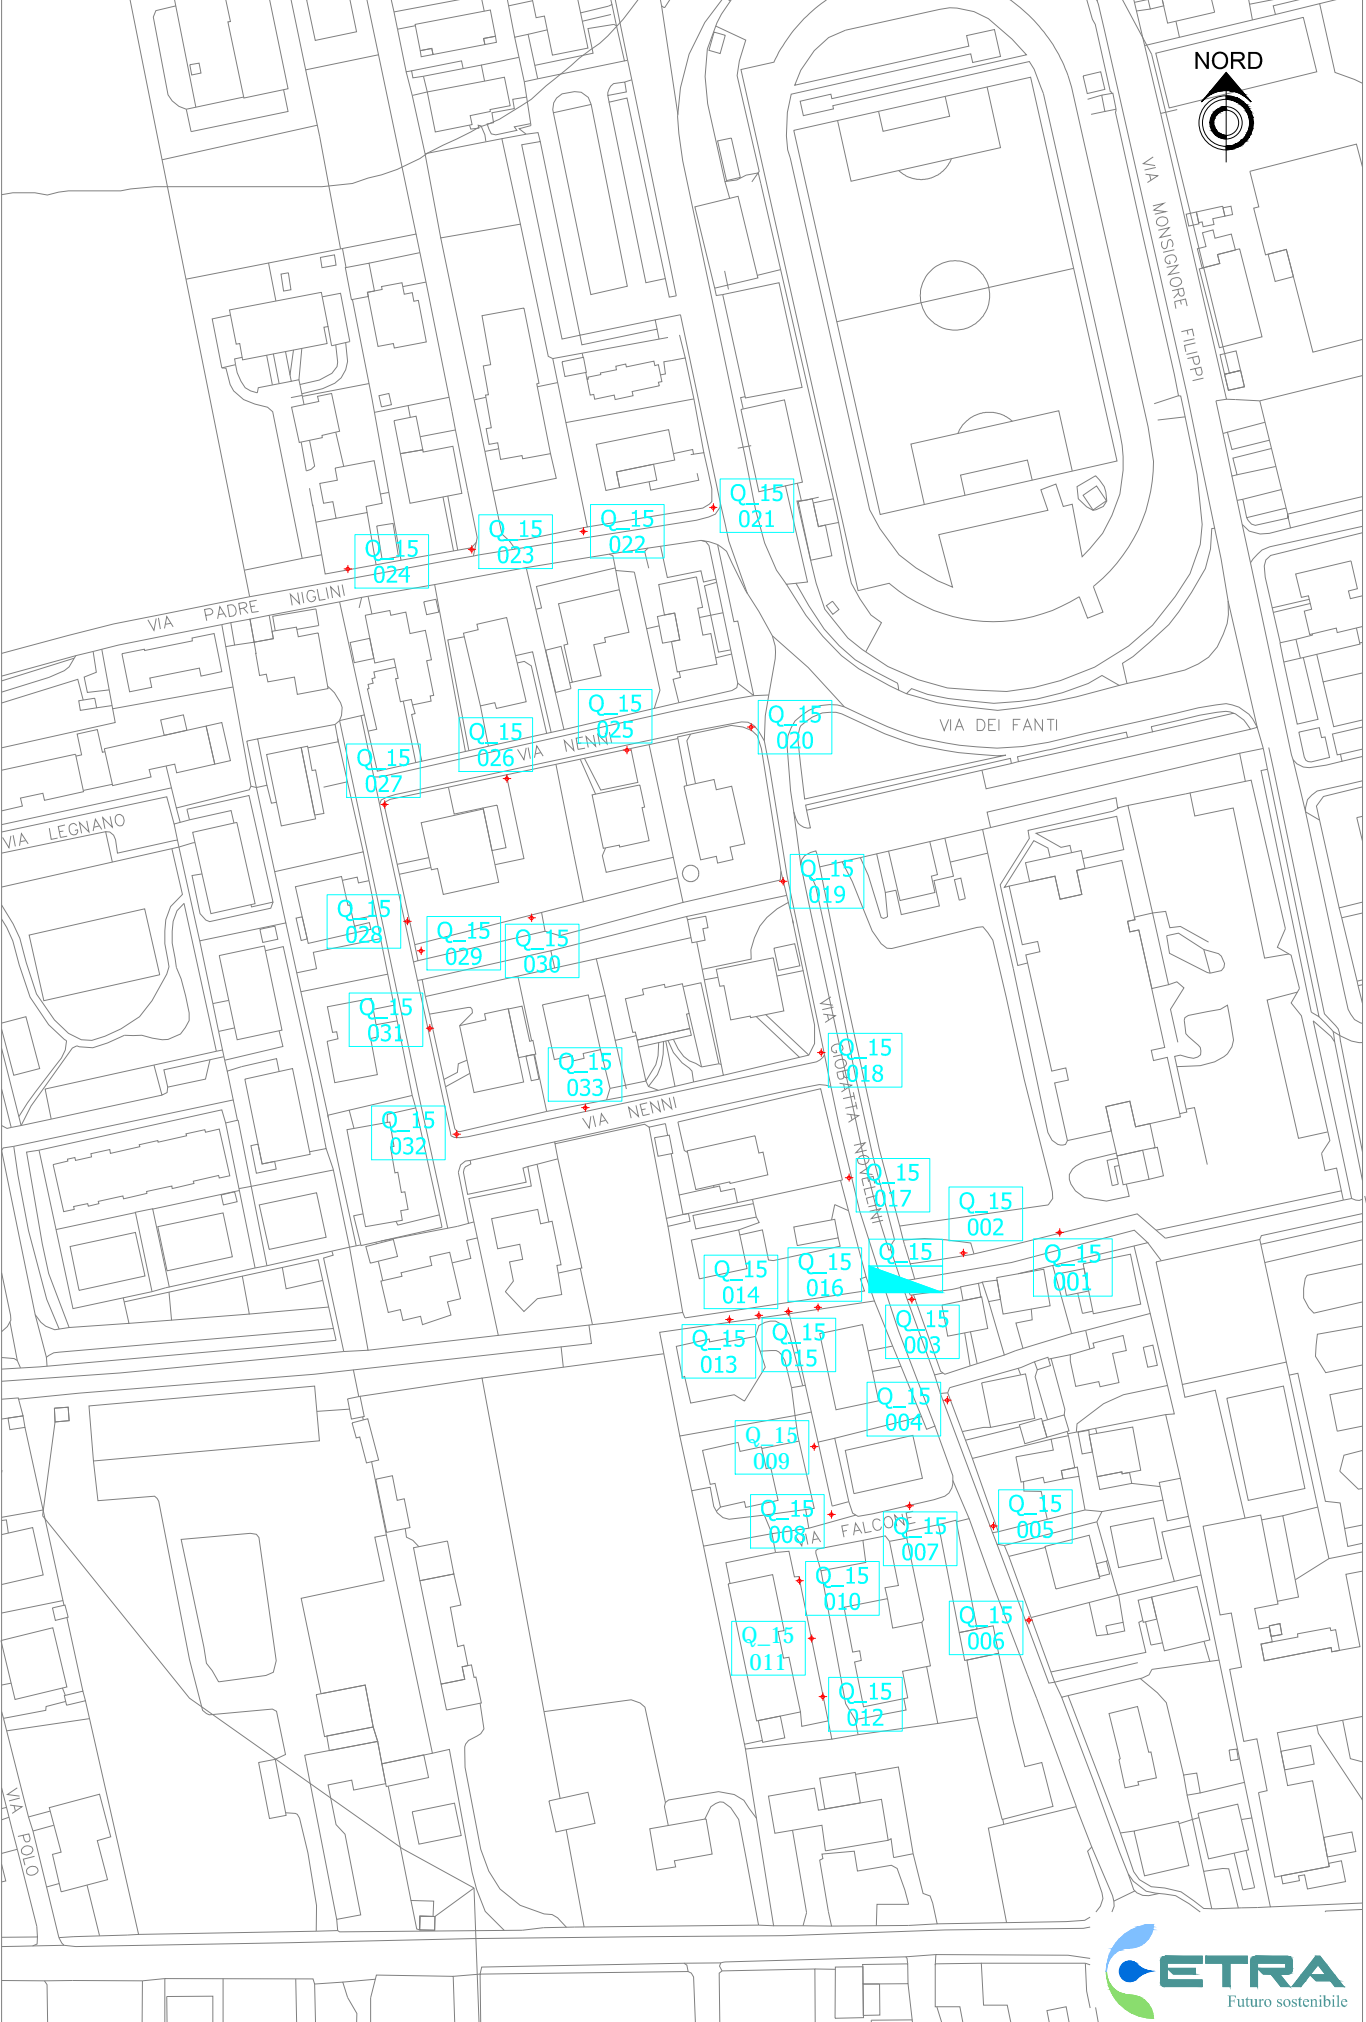 NORD
VIA MONSIGNORE FILIPPI
Q_15
021
Q_15
022
Q_15
023
Q_15
024
VIA PADRE NIGLINI
Q_15
025
Q_15
020
VIA DEI FANTI
Q_15
026
VIA NENNI
Q_15
027
VIA LEGNANO
Q_15
019
Q_15
028
Q_15
029
Q_15
030
Q_15
031
VIA GIOBATTA NOVELLINI
Q_15
018
Q_15
033
VIA NENNI
Q_15
032
Q_15
017
Q_15
002
Q_15
Q_15
001
Q_15
014
Q_15
016
Q_15
003
Q_15
013
Q_15
015
Q_15
004
Q_15
009
Q_15
008
VIA FALCONE
Q_15
007
Q_15
005
Q_15
010
Q_15
006
Q_15
011
Q_15
012
VIA POLO
ETRA
Futuro sostenibile